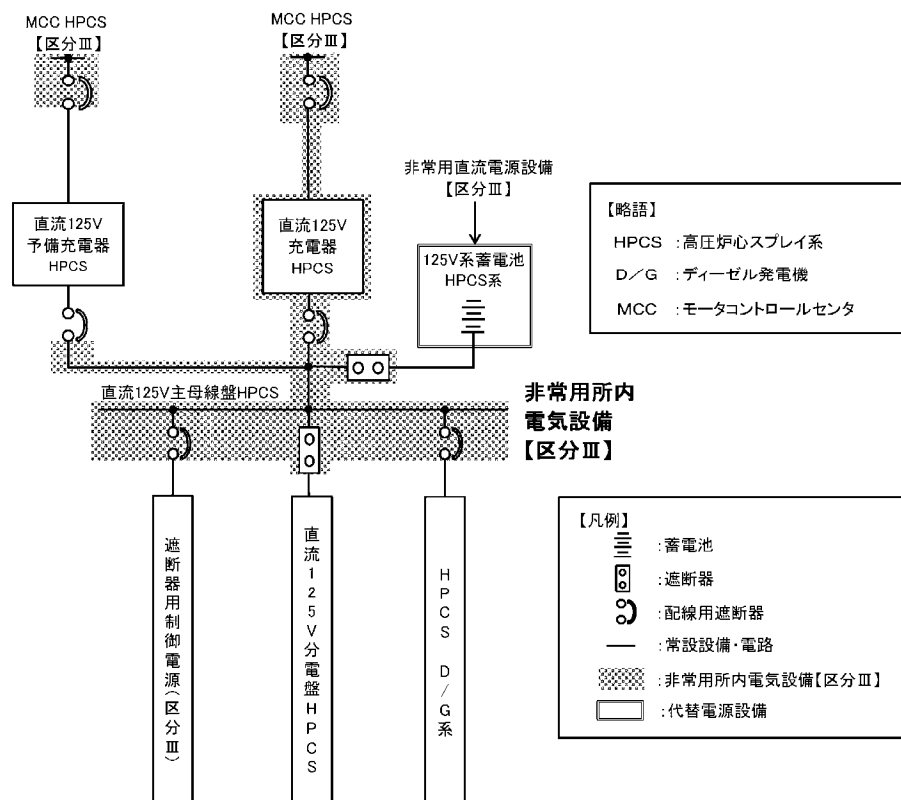 MCC HPCS
【区分Ⅲ】
MCC HPCS
【区分Ⅲ】
非常用直流電源設備
【区分Ⅲ】
直流125V
予備充電器
HPCS
直流125V
充電器
HPCS
125V系蓄電池
HPCS系
【略語】
HPCS :高圧炉心スプレイ系
D/G :ディーゼル発電機
MCC :モータコントロールセンタ
直流125V主母線盤HPCS
非常用所内
電気設備
【区分Ⅲ】
遮断器用制御電源(区分Ⅲ)
直流125V分電盤HPCS
HPCS D/G系
【凡例】
:蓄電池
:遮断器
:配線用遮断器
:常設設備・電路
:非常用所内電気設備【区分Ⅲ】
:代替電源設備